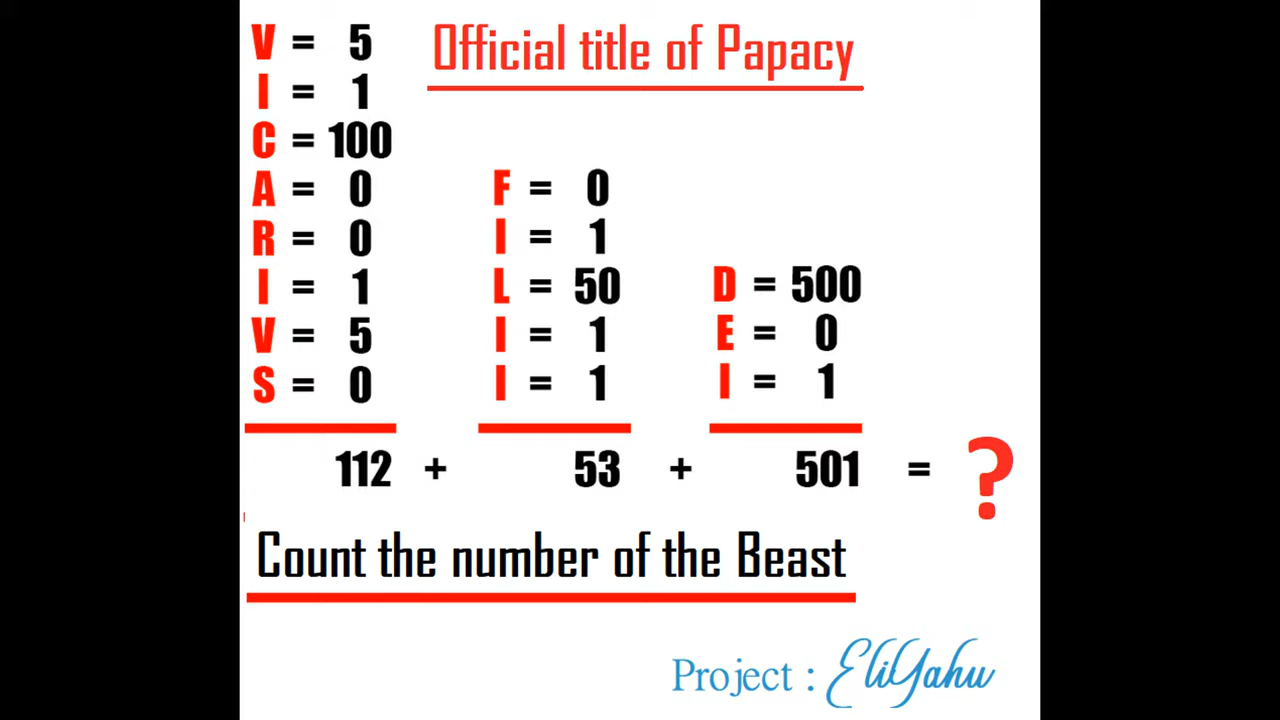 Official title of Papacy
V = 5
I = 1
C = 100
A = 0
R = 0
I = 1
V = 5
S = 0
F = 0
I = 1
L = 50
I = 1
I = 1
D = 500
E = 0
I = 1
112 + 53 + 501 = ?
Count the number of the Beast
Project : EliYahu